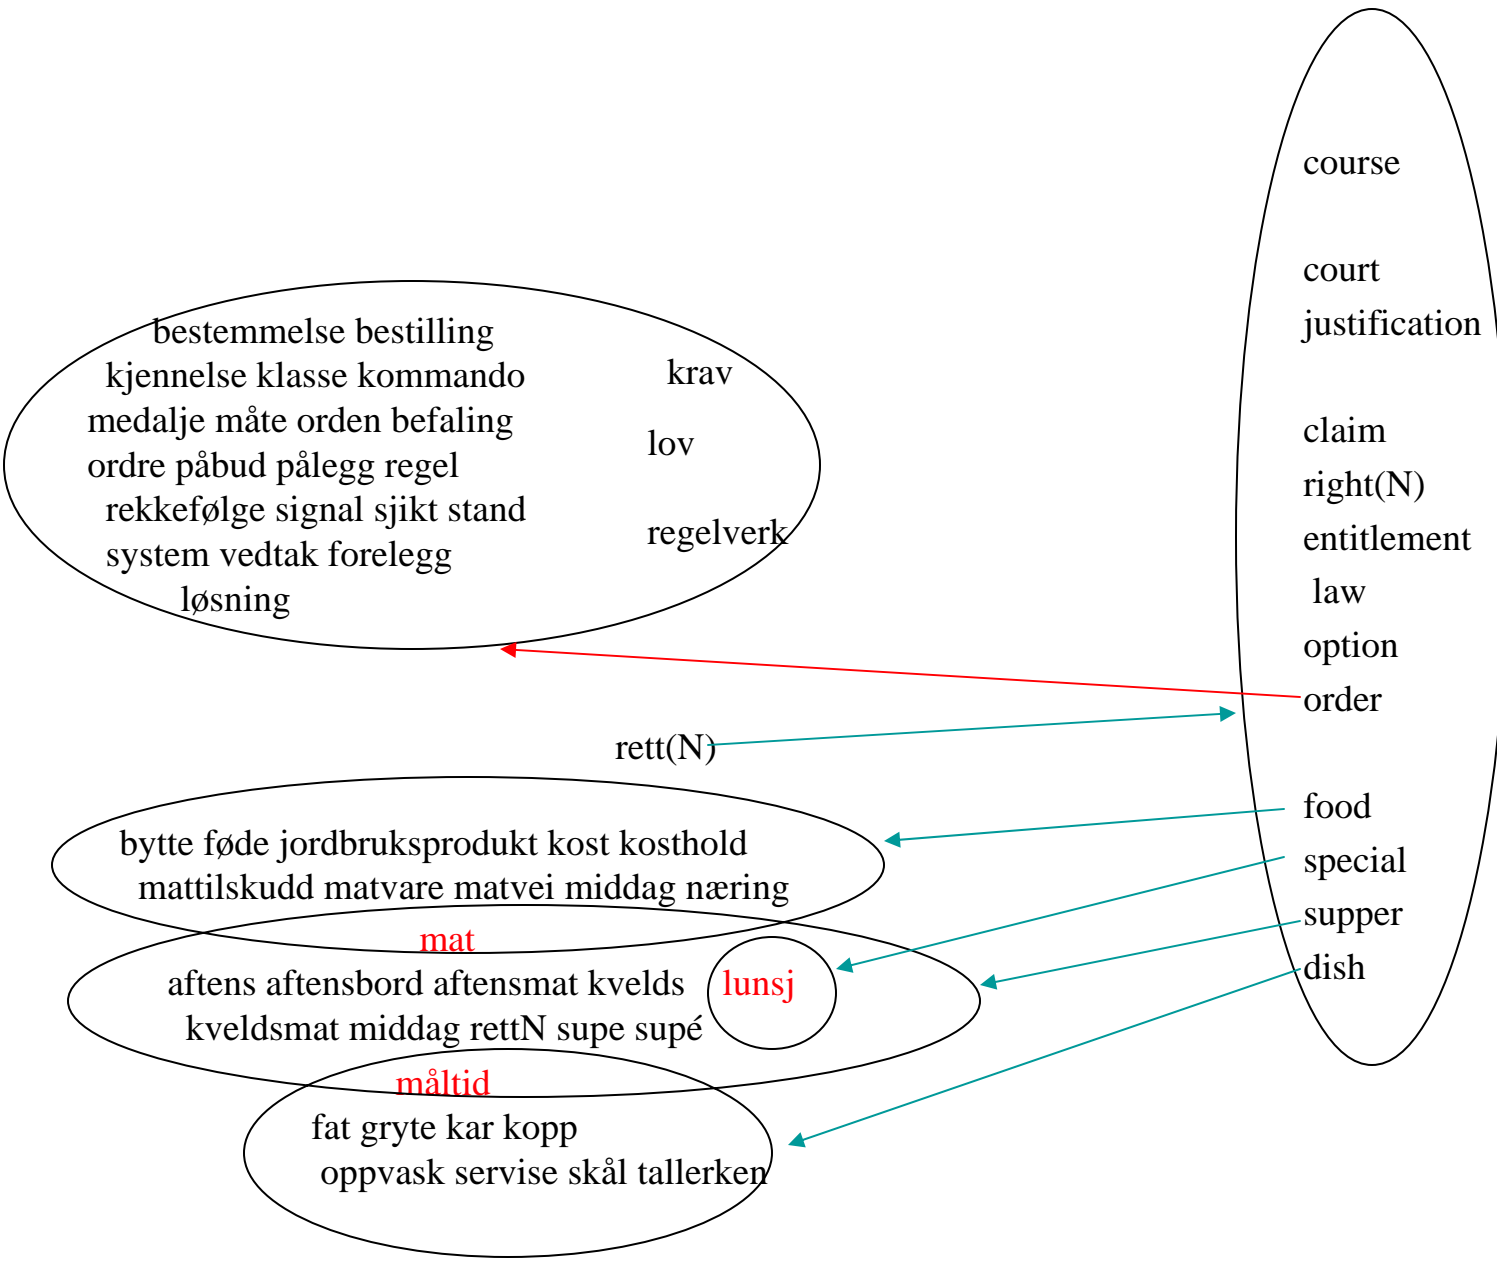 bestemmelse bestilling
kjennelse klasse kommando
medalje måte orden befaling
ordre påbud pålegg regel
rekkefølge signal sjikt stand
system vedtak forelegg
løsning
krav
lov
regelverk
rett(N)
bytte føde jordbruksprodukt kost kosthold
mattilskudd matvare matvei middag næring
mat
aftens aftensbord aftensmat kvelds
kveldsmat middag rettN supe supé
lunsj
måltid
fat gryte kar kopp
oppvask servise skål tallerken
course
court
justification
claim
right(N)
entitlement
law
option
order
food
special
supper
dish